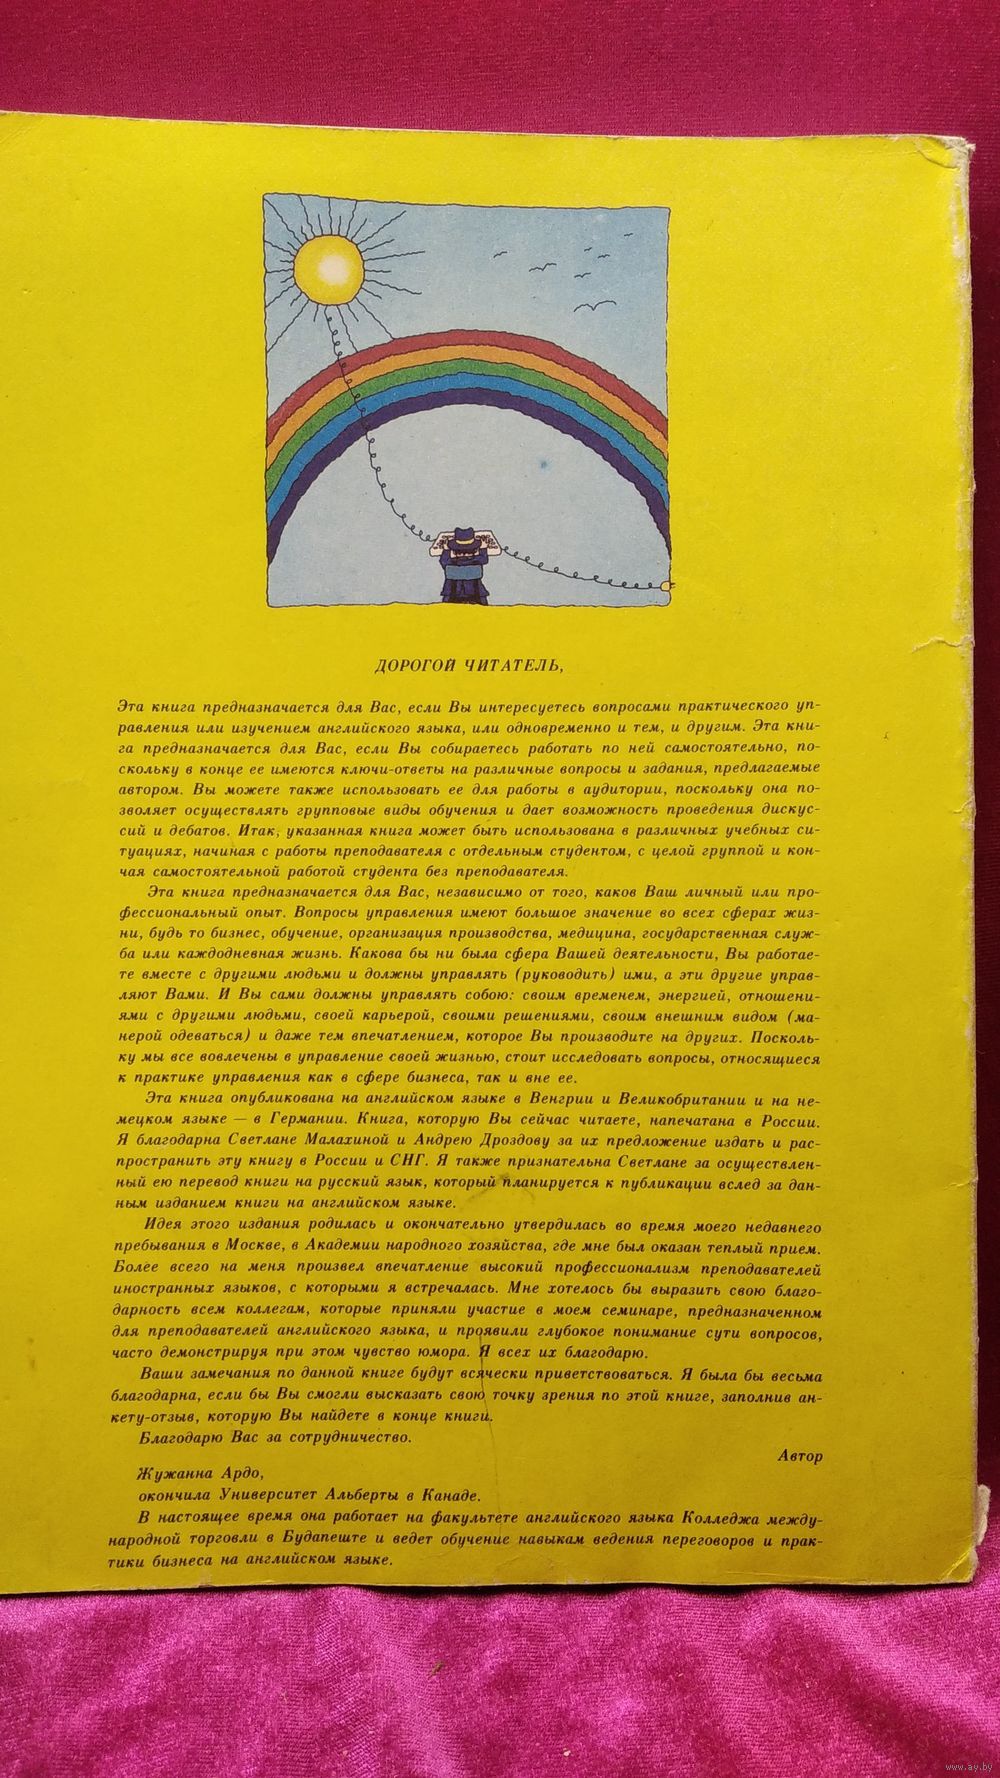 ДОРОГОЙ ЧИТАТЕЛЬ,
Эта книга предназначается для Вас, если Вы интересуетесь вопросами практического уп-
равления или изучением английского языка, или одновременно и тем, и другим. Эта кни-
га предназначается для Вас, если Вы собираетесь работать по ней самостоятельно, по-
скольку в конце ее имеются ключи-ответы на различные вопросы и задания, предлагаемые
автором. Вы можете также использовать ее для работы в аудитории, поскольку она по-
зволяет осуществлять групповые виды обучения и дает возможность проведения дискус-
сий и дебатов. Итак, указанная книга может быть использована в различных учебных си-
туациях, начиная с работы преподавателя с отдельным студентом, с целой группой и кон-
чая самостоятельной работой студента без преподавателя.
Эта книга предназначается для Вас, независимо от того, каков Ваш личный или про-
фессиональный опыт. Вопросы управления имеют большое значение во всех сферах жиз-
ни, будь то бизнес, обучение, организация производства, медицина, государственная служ-
ба или каждодневная жизнь. Какова бы ни была сфера Вашей деятельности, Вы работае-
те вместе с другими людьми и должны управлять (руководить) ими, а эти другие управ-
ляют Вами. И Вы сами должны управлять собою: своим временем, энергией, отношени-
ями с другими людьми, своей карьерой, своими решениями, своим внешним видом (ма-
нерой одеваться) и даже тем впечатлением, которое Вы производите на других. Посколь-
ку мы все вовлечены в управление своей жизнью, стоит исследовать вопросы, относящиеся
к практике управления как в сфере бизнеса, так и вне ее.
Эта книга опубликована на английском языке в Венгрии и Великобритании и на не-
мецком языке — в Германии. Книга, которую Вы сейчас читаете, напечатана в России.
Я благодарна Светлане Малахиной и Андрею Дроздову за их предложение издать и рас-
пространить эту книгу в России и СНГ. Я также признательна Светлане за осуществлен-
ный ею перевод книги на русский язык, который планируется к публикации вслед за дан-
ным изданием книги на английском языке.
Идея этого издания родилась и окончательно утвердилась во время моего недавнего
пребывания в Москве, в Академии народного хозяйства, где мне был оказан теплый прием.
Более всего на меня произвел впечатление высокий профессионализм преподавателей
иностранных языков, с которыми я встречалась. Мне хотелось бы выразить свою благо-
дарность всем коллегам, которые приняли участие в моем семинаре, предназначенном
для преподавателей английского языка, и проявили глубокое понимание сути вопросов,
часто демонстрируя при этом чувство юмора. Я всех их благодарю.
Ваши замечания по данной книге будут всячески приветствоваться. Я была бы весьма
благодарна, если бы Вы смогли высказать свою точку зрения по этой книге, заполнив ан-
кету-отзыв, которую Вы найдете в конце книги.
Благодарю Вас за сотрудничество.
Автор
Жужанна Ардо,
окончила Университет Альберты в Канаде.
В настоящее время она работает на факультете английского языка Колледжа между-
народной торговли в Будапеште и ведет обучение навыкам ведения переговоров и прак-
тики бизнеса на английском языке.
www.ay.by